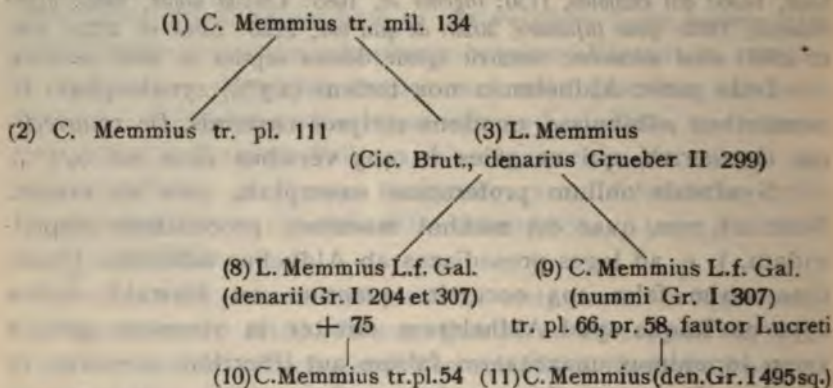 (1) C. Memmius tr. mil. 134
(2) C. Memmius tr. pl. 111 (3) L. Memmius
(Cic. Brut., denarius Grueber II 299)
(8) L. Memmius L.f. Gal. (9) C. Memmius L.f. Gal.
(denarii Gr. I 204 et 307) (nummi Gr. I 307)
+ 75 tr. pl. 66, pr. 58, fautor Lucreti
(10) C. Memmius tr. pl. 54 (11) C. Memmius (den. Gr. I 495 sq.)